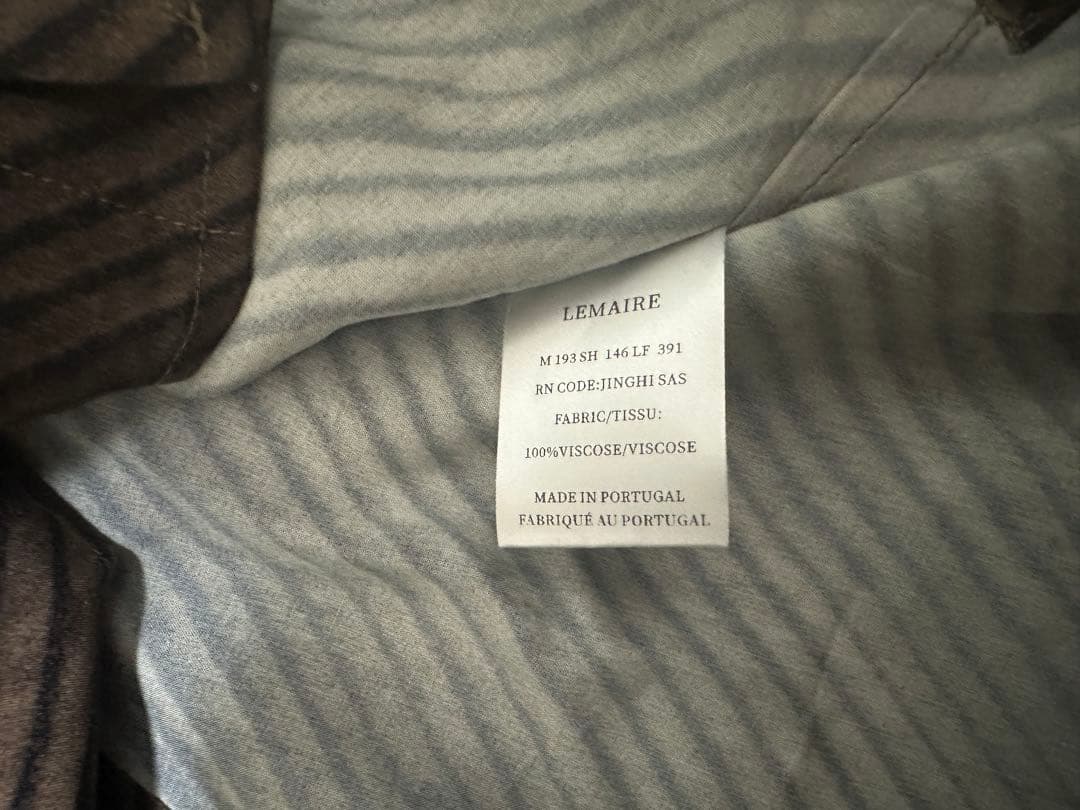 LEMAIRE
M 193 SH 146 LF 391
RN CODE:JINGHI SAS
FABRIC/TISSU:
100%VISCOSE/VISCOSE
MADE IN PORTUGAL
FABRIQUÉ AU PORTUGAL